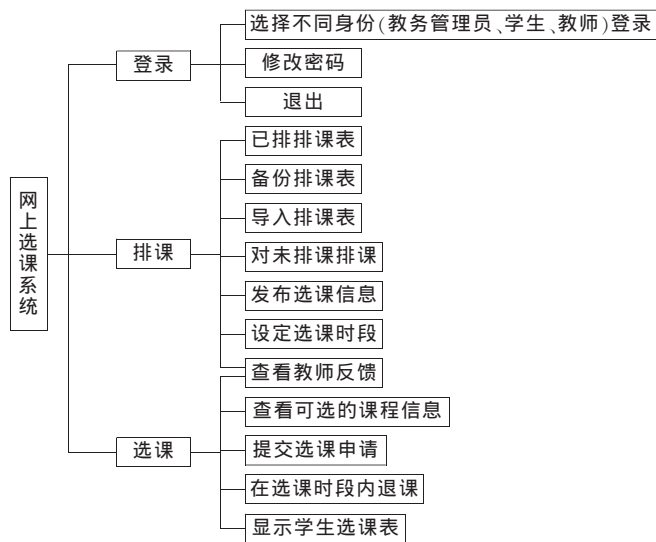 网上选课系统
登录
选择不同身份(教务管理员、学生、教师)登录
修改密码
退出
排课
已排排课表
备份排课表
导入排课表
对未排课排课
发布选课信息
设定选课时段
查看教师反馈
选课
查看可选的课程信息
提交选课申请
在选课时段内退课
显示学生选课表